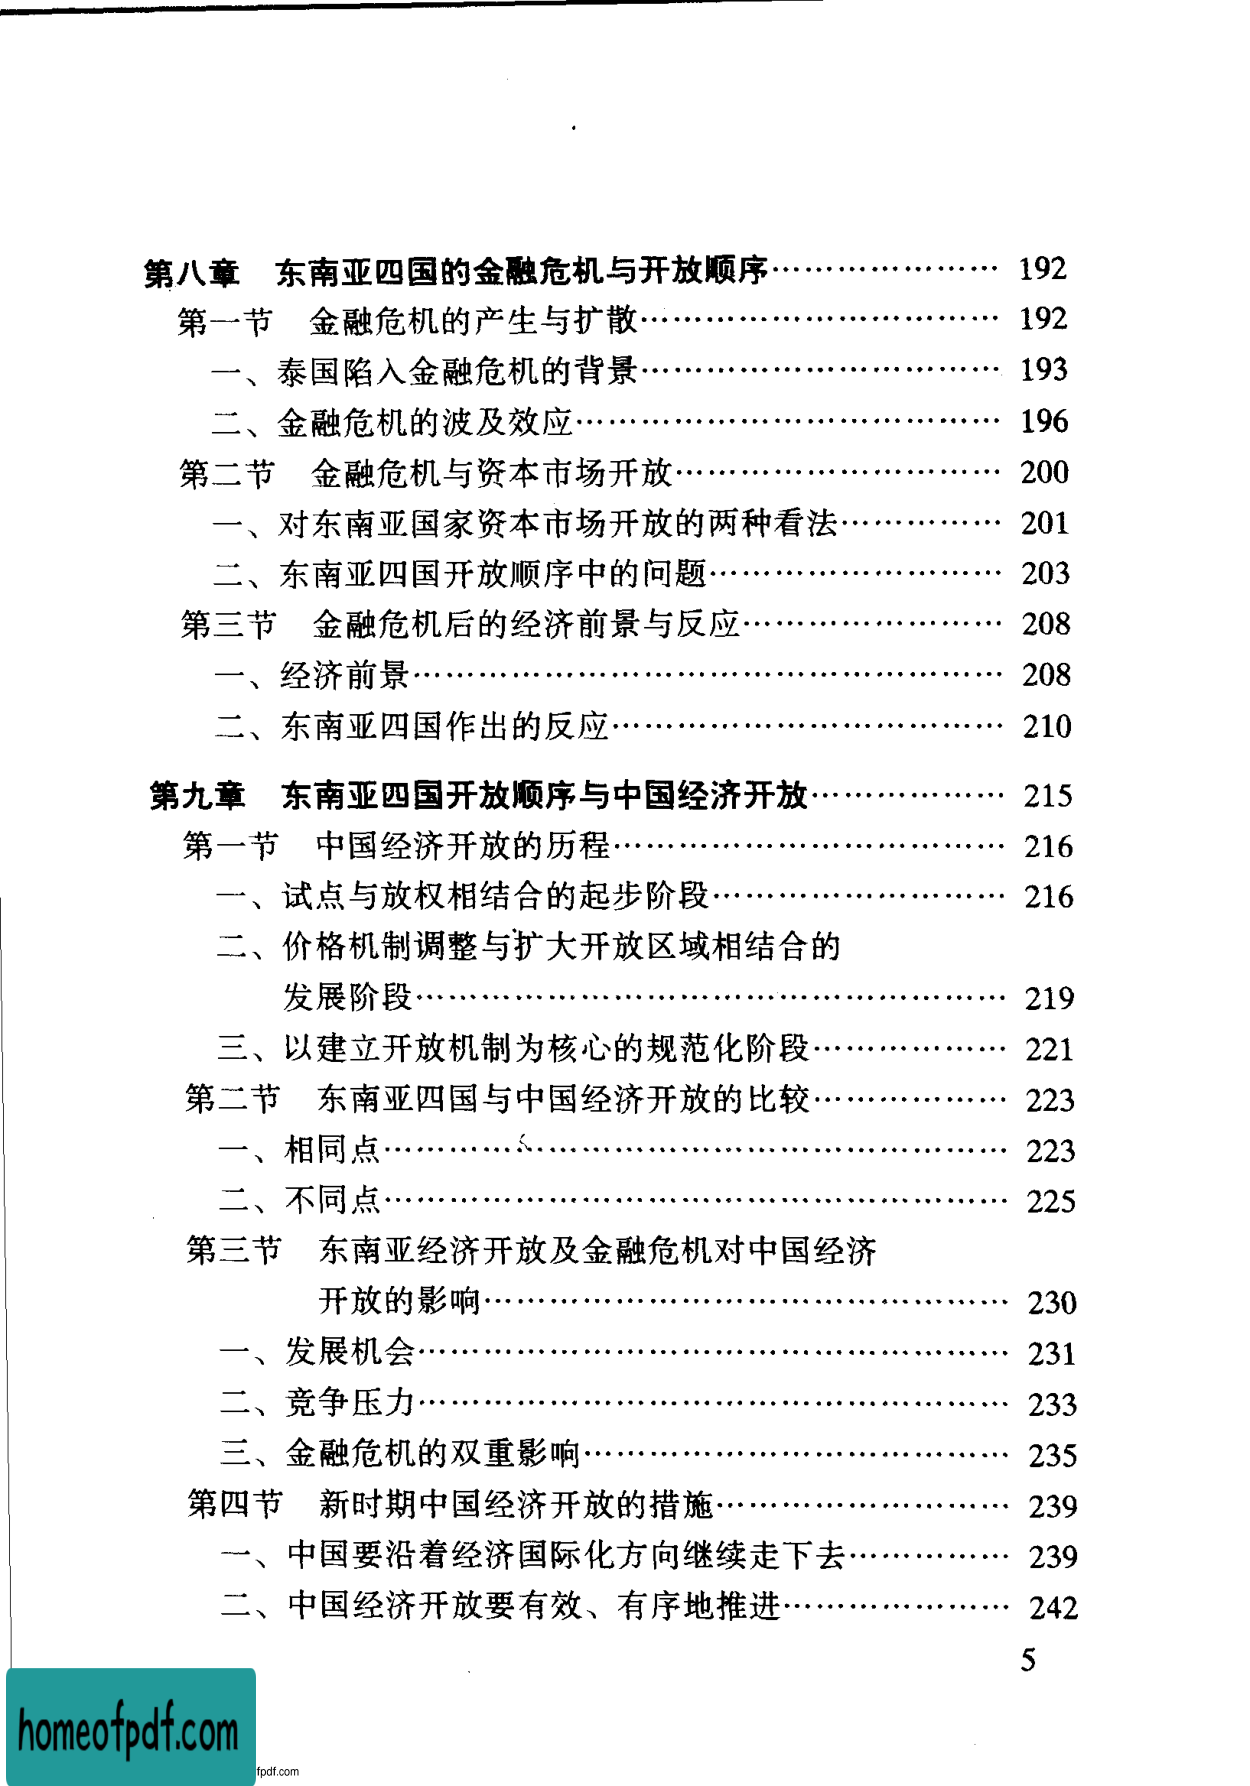 第八章 东南亚四国的金融危机与开放顺序………………… 192
第一节 金融危机的产生与扩散…………………………… 192
一、泰国陷入金融危机的背景…………………………… 193
二、金融危机的波及效应………………………………… 196
第二节 金融危机与资本市场开放………………………… 200
一、对东南亚国家资本市场开放的两种看法…………… 201
二、东南亚四国开放顺序中的问题……………………… 203
第三节 金融危机后的经济前景与反应…………………… 208
一、经济前景……………………………………………… 208
二、东南亚四国作出的反应……………………………… 210
第九章 东南亚四国开放顺序与中国经济开放……………… 215
第一节 中国经济开放的历程……………………………… 216
一、试点与放权相结合的起步阶段……………………… 216
二、价格机制调整与扩大开放区域相结合的
发展阶段……………………………………………… 219
三、以建立开放机制为核心的规范化阶段……………… 221
第二节 东南亚四国与中国经济开放的比较……………… 223
一、相同点………………………………………………… 223
二、不同点………………………………………………… 225
第三节 东南亚经济开放及金融危机对中国经济
开放的影响………………………………………… 230
一、发展机会……………………………………………… 231
二、竞争压力……………………………………………… 233
三、金融危机的双重影响………………………………… 235
第四节 新时期中国经济开放的措施……………………… 239
一、中国要沿着经济国际化方向继续走下去…………… 239
二、中国经济开放要有效、有序地推进………………… 242
5
homeofpdf.com
fpdf.com